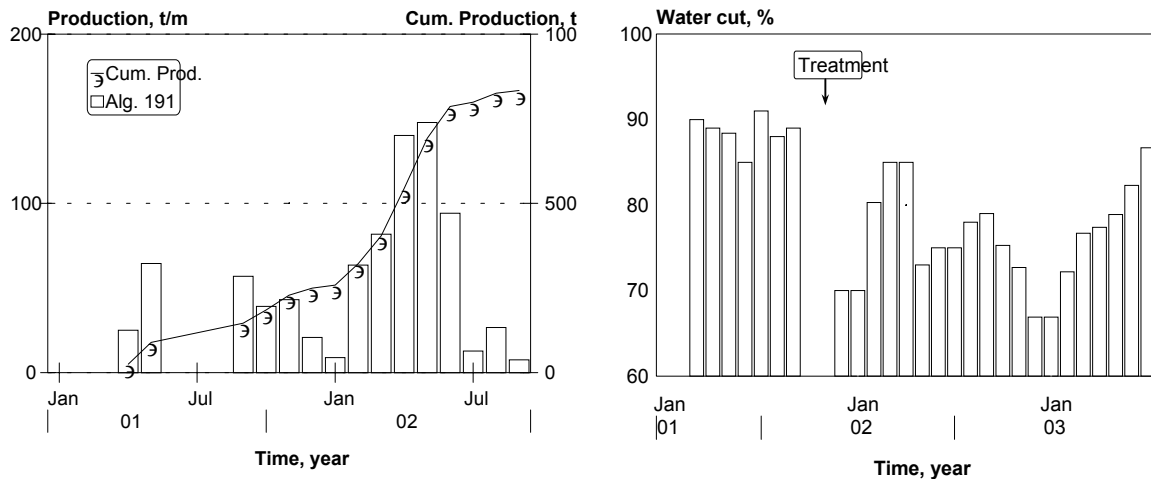 Production, t/m
Cum. Production, t
200
100
Cum. Prod.
Alg. 191
100
500
0
0
Jan
Jul
Jan
Jul
01
02
Time, year
Water cut, %
100
Treatment
90
80
70
60
Jan
01
Jan
02
Jan
03
Time, year